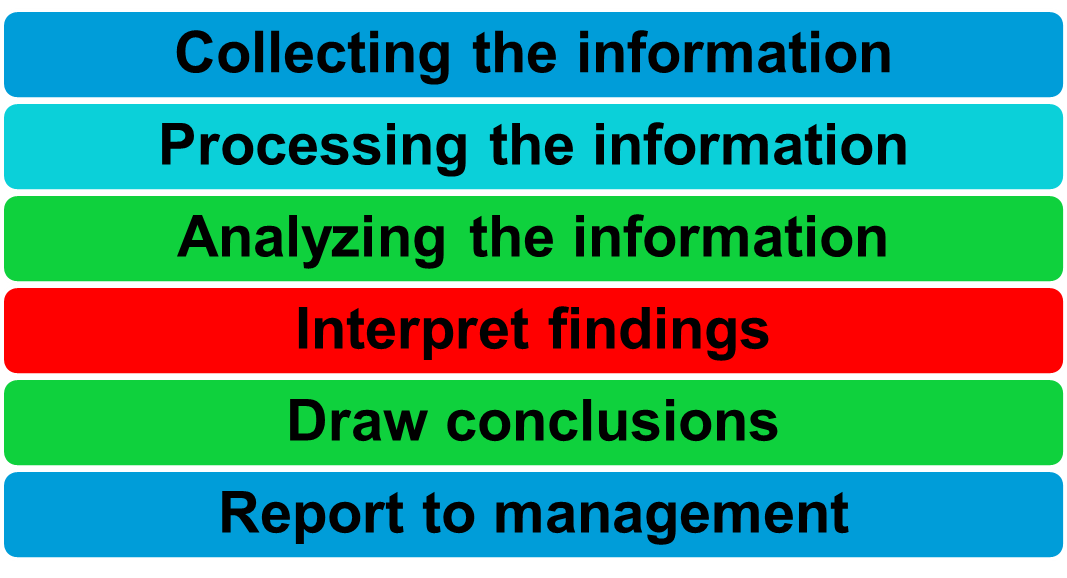 Collecting the information
Processing the information
Analyzing the information
Interpret findings
Draw conclusions
Report to management